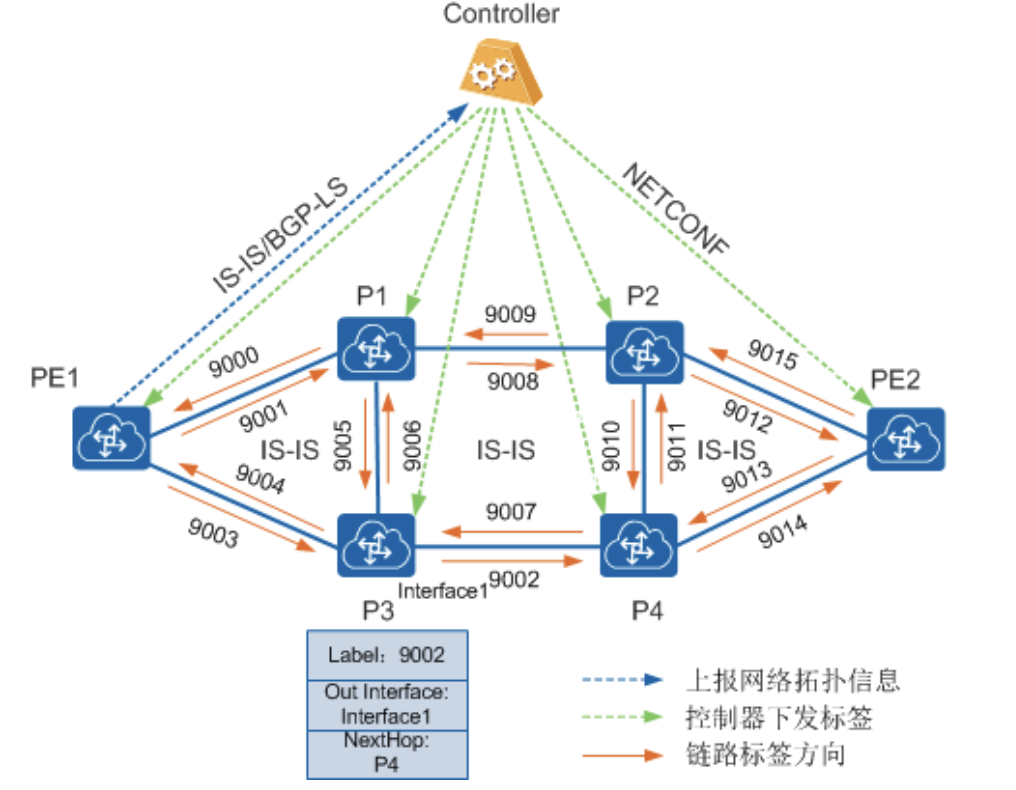 Controller
IS-IS/BGP-LS
NETCONF
P1
P2
9009
9008
9000
9001
9015
9012
PE1
PE2
IS-IS
9005
9006
IS-IS
9010
9011
IS-IS
9004
9003
9013
9014
9007
9002
Interface1
P3
P4
Label：9002
Out Interface:
Interface1
NextHop:
P4
上报网络拓扑信息
控制器下发标签
链路标签方向